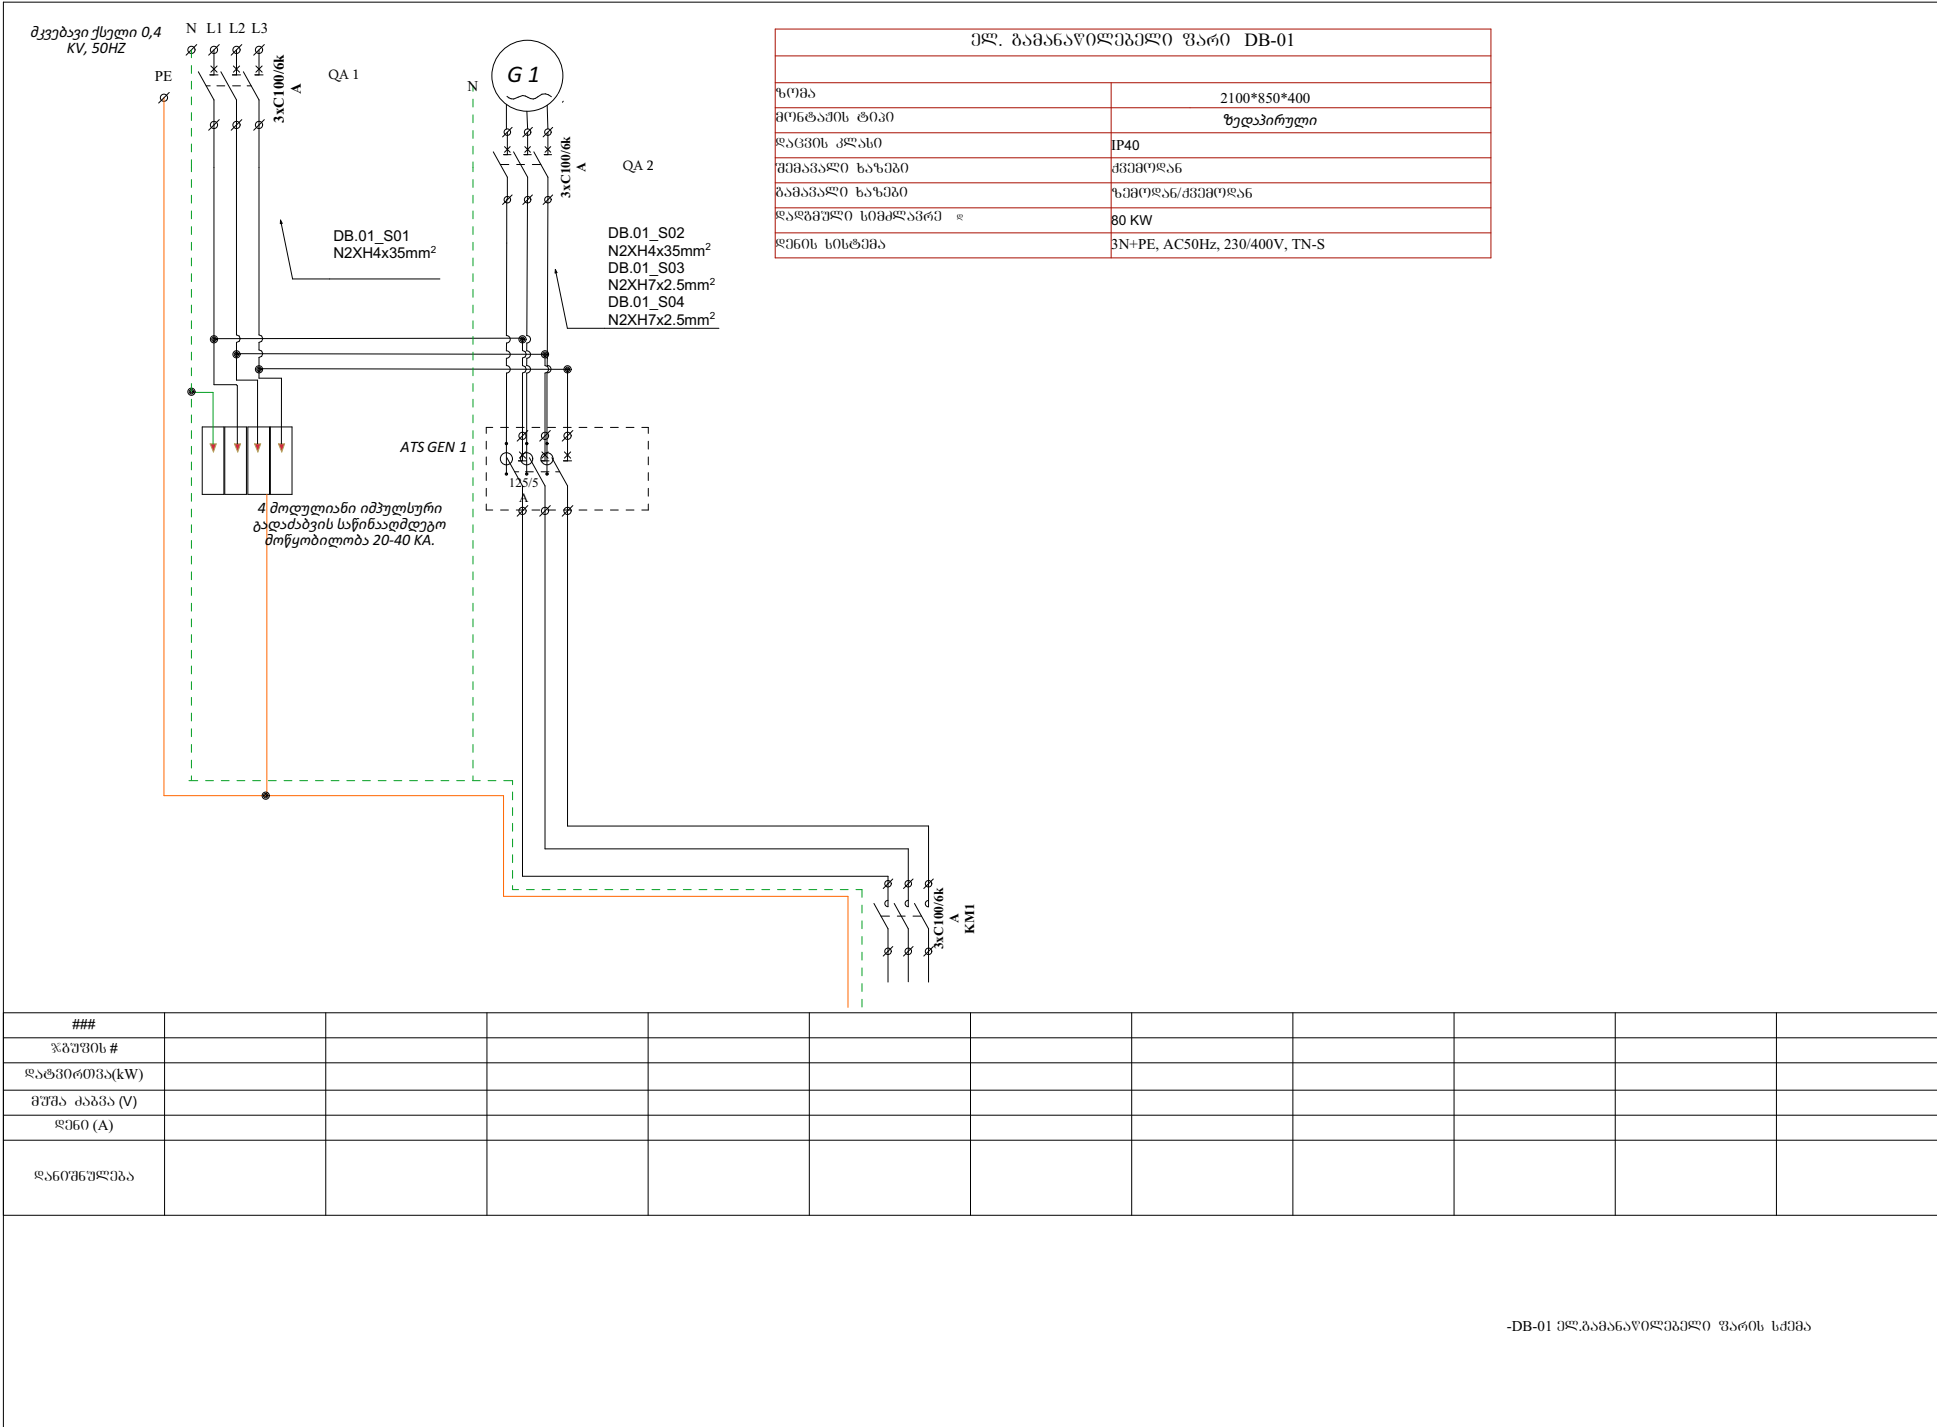 მკვებავი ქსელი 0,4
KV, 50HZ
N L1 L2 L3
PE
3xC100/6k
A
QA 1
N
G 1
3xC100/6k
A
QA 2
DB.01_S01
N2XH4x35mm²
DB.01_S02
N2XH4x35mm²
DB.01_S03
N2XH7x2.5mm²
DB.01_S04
N2XH7x2.5mm²
ელ. გამანაწილებელი ფარი DB-01
ზომა 2100*850*400
მონტაჟის ტიპი ზედაპირული
დაცვის კლასი IP40
შემავალი ხაზები ქვემოდან
გამავალი ხაზები ზემოდან/ქვემოდან
დადგმული სიმძლავრე დ 80 KW
დენის სისტემა 3N+PE, AC50Hz, 230/400V, TN-S
ATS GEN 1
125/5
A
4 მოდულიანი იმპულსური
გადაძაბვის საწინააღმდეგო
მოწყობილობა 20-40 KA.
3xC100/6k
A
KM1
###
ჯგუფის #
დატვირთვა(kW)
მუშა ძაბვა (V)
დენი (A)
დანიშნულება
-DB-01 ელ.გამანაწილებელი ფარის სქემა